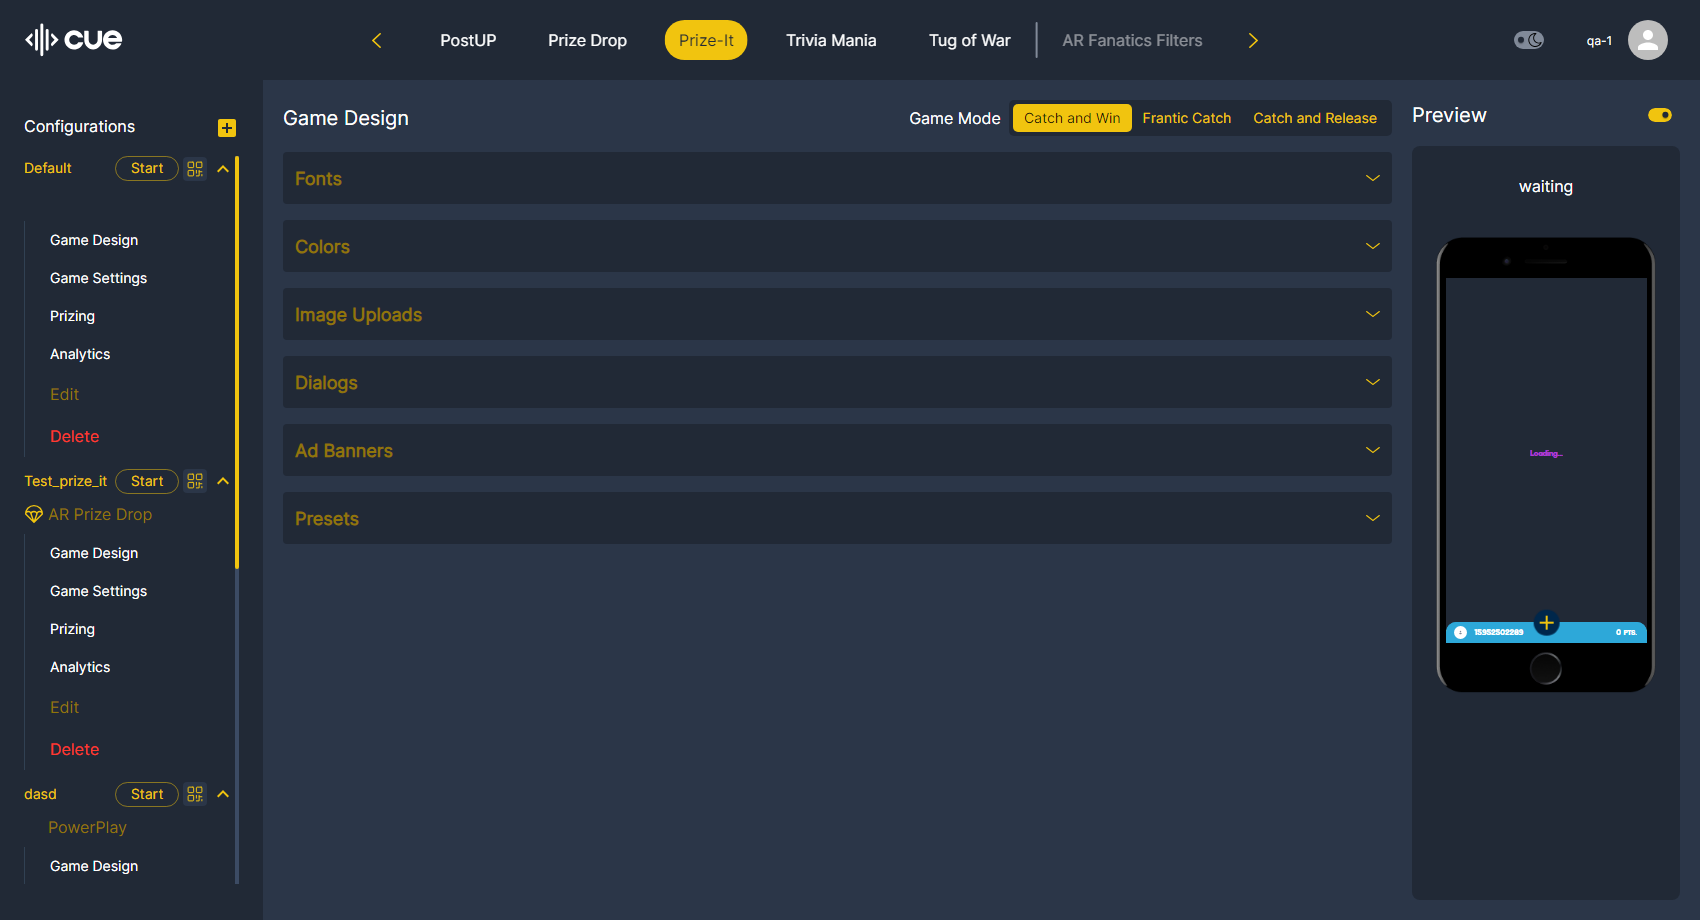 cue
PostUP
Prize Drop
Prize-It
Trivia Mania
Tug of War
AR Fanatics Filters
qa-1
Configurations
Default
Start
Game Design
Game Settings
Prizing
Analytics
Edit
Delete
Test_prize_it
Start
AR Prize Drop
Game Design
Game Settings
Prizing
Analytics
Edit
Delete
dasd
Start
PowerPlay
Game Design
Game Design
Game Mode
Catch and Win
Frantic Catch
Catch and Release
Fonts
Colors
Image Uploads
Dialogs
Ad Banners
Presets
Preview
waiting
Loading...
15952502289
0 PTS.